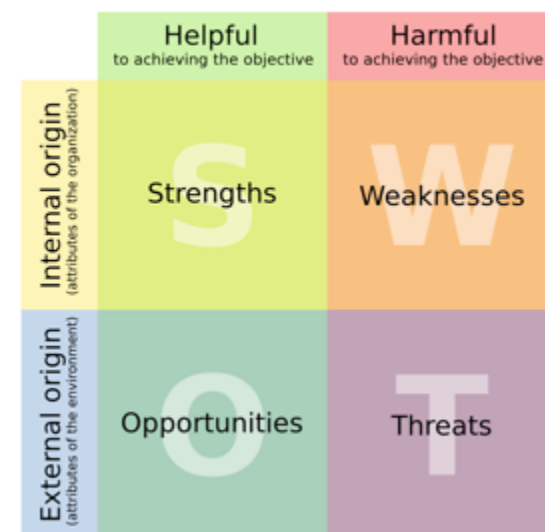 Helpful
to achieving the objective
Harmful
to achieving the objective
Internal origin
(attributes of the organization)
S
Strengths
W
Weaknesses
External origin
(attributes of the environment)
O
Opportunities
T
Threats